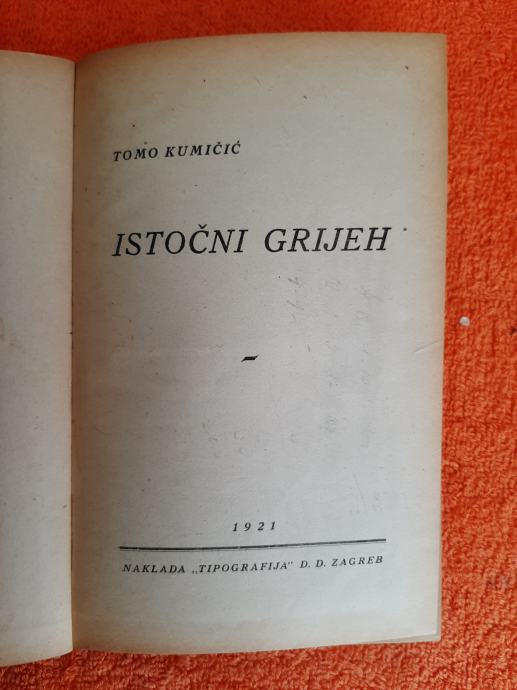 TOMO KUMIČIĆ
ISTOČNI GRIJEH
1921
NAKLADA „TIPOGRAFIJA" D. D. ZAGREB